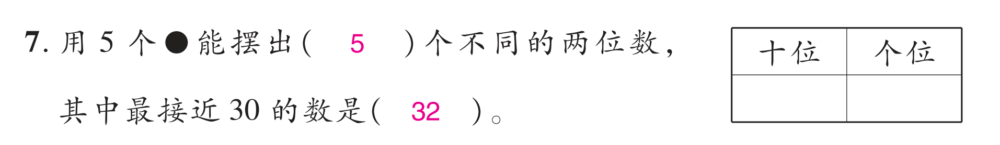 7. 用 5 个●能摆出( 5 )个不同的两位数，
其中最接近 30 的数是( 32 )。
十位 个位